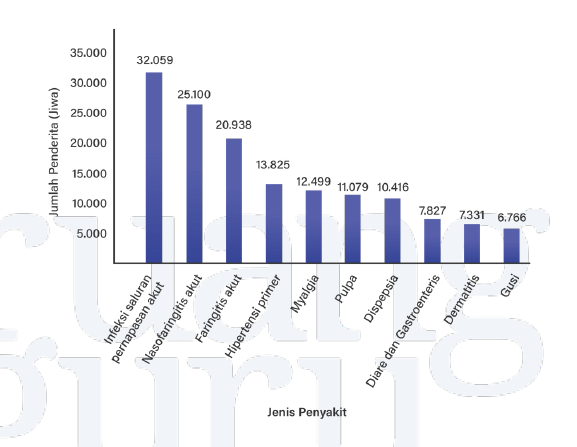 Jumlah Penderita (Jiwa)
35.000
30.000
25.000
20.000
15.000
10.000
5.000
32.059
25.100
20.938
13.825
12.499
11.079
10.416
7.827
7.331
6.766
Infeksi saluran
pernapasan akut
Nasofaringitis akut
Faringitis akut
Hipertensi primer
Myalgia
Pulpa
Dispepsia
Diare dan Gastroenteris
Dermatitis
Gusi
Jenis Penyakit
ruang
guru